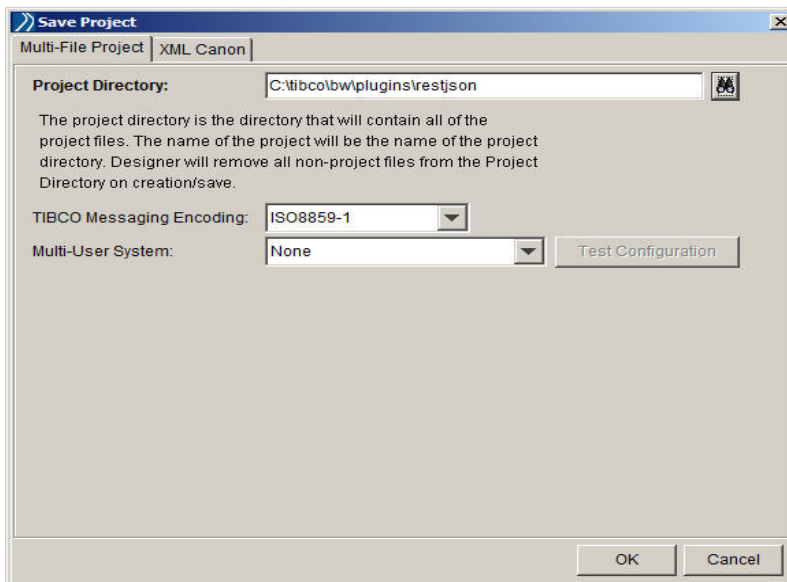 Save Project
Multi-File Project XML Canon
Project Directory: C:\tibco\bw\plugins\restjson
The project directory is the directory that will contain all of the
project files. The name of the project will be the name of the project
directory. Designer will remove all non-project files from the Project
Directory on creation/save.
TIBCO Messaging Encoding: ISO8859-1
Multi-User System: None Test Configuration
OK Cancel